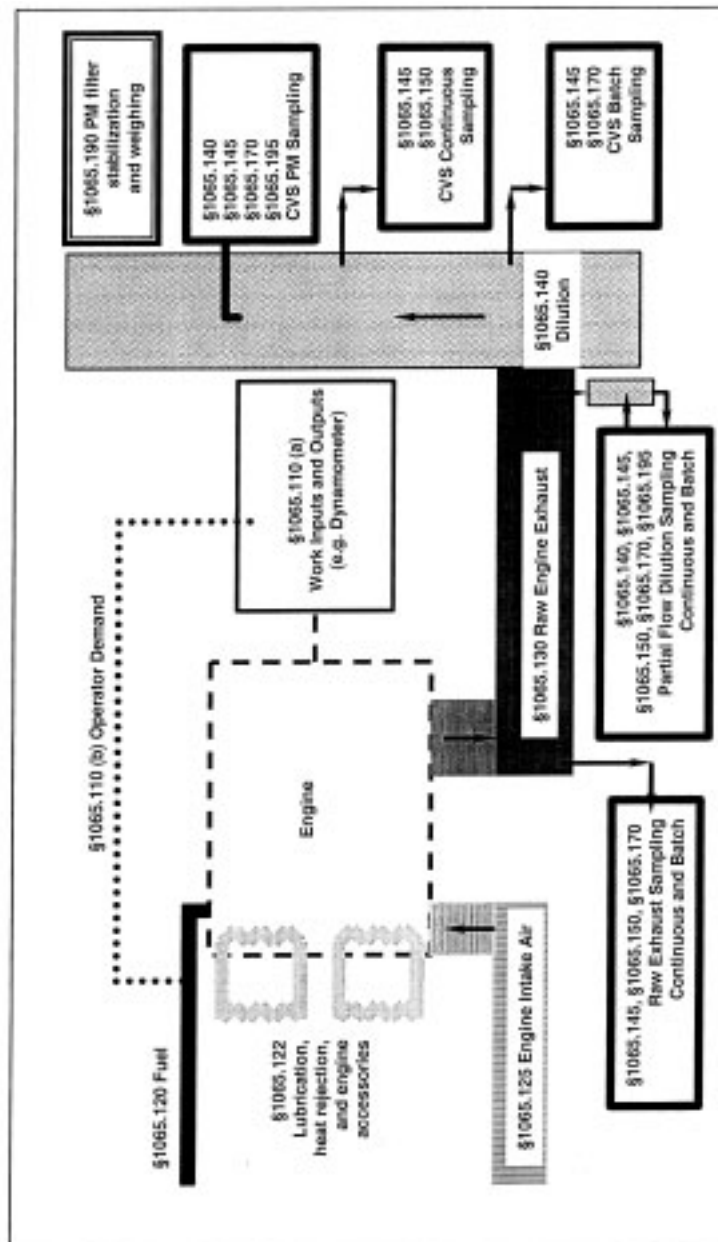 §1065.190 PM filter
stabilization
and weighing
§1065.140
§1065.145
§1065.170
§1065.195
CVS PM Sampling
§1065.145
§1065.150
CVS Continuous
Sampling
§1065.145
§1065.170
CVS Batch
Sampling
§1065.140
Dilution
§1065.110 (b) Operator Demand
§1065.110 (a)
Work Inputs and Outputs
(e.g. Dynamometer)
Engine
§1065.120 Fuel
§1065.122
Lubrication,
heat rejection,
and engine
accessories
§1065.125 Engine Intake Air
§1065.130 Raw Engine Exhaust
§1065.140, §1065.145,
§1065.150, §1065.170, §1065.195
Partial Flow Dilution Sampling
Continuous and Batch
§1065.145, §1065.150, §1065.170
Raw Exhaust Sampling
Continuous and Batch